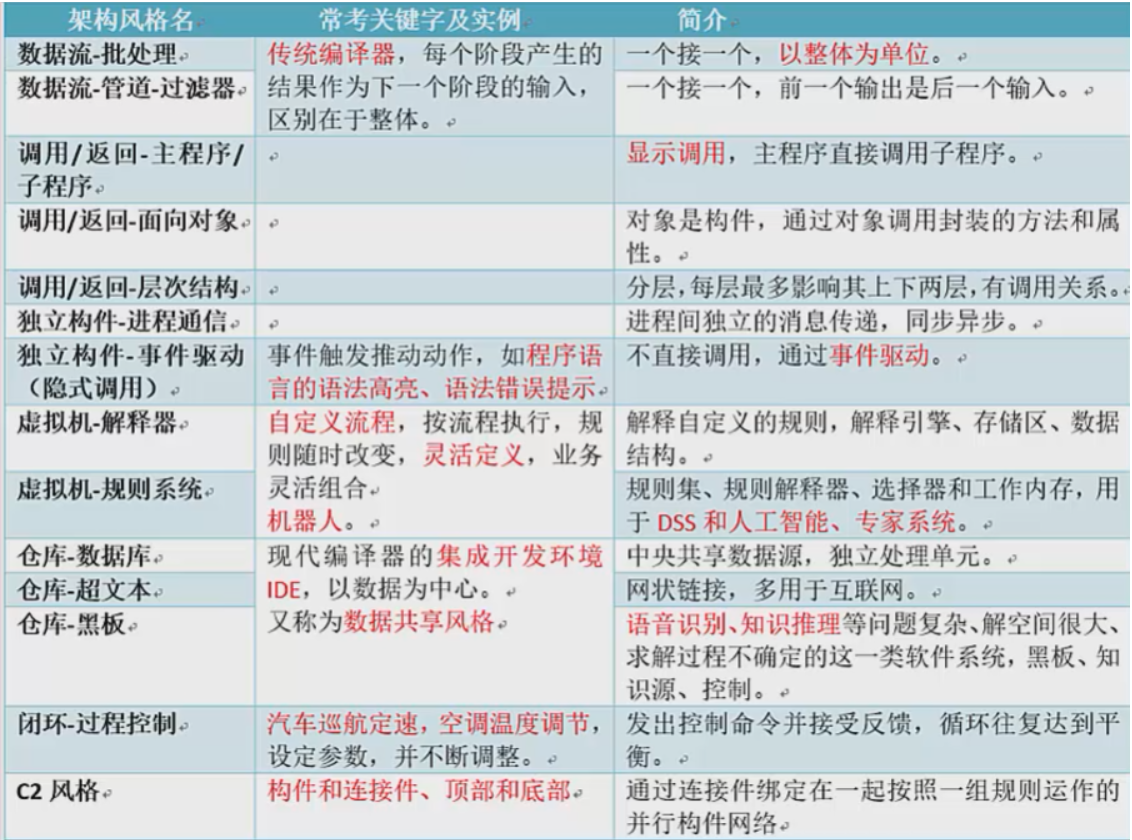 架构风格名 常考关键字及实例 简介
数据流-批处理 传统编译器，每个阶段产生的 一个接一个，以整体为单位。
数据流-管道-过滤器 结果作为下一个阶段的输入， 一个接一个，前一个输出是后一个输入。
区别在于整体。
调用/返回-主程序/ 显示调用，主程序直接调用子程序。
子程序
调用/返回-面向对象 对象是构件，通过对象调用封装的方法和属
性。
调用/返回-层次结构 分层，每层最多影响其上下两层，有调用关系。
独立构件-进程通信 进程间独立的消息传递，同步异步。
独立构件-事件驱动 事件触发推动动作，如程序语 不直接调用，通过事件驱动。
（隐式调用） 言的语法高亮、语法错误提示
虚拟机-解释器 自定义流程，按流程执行，规 解释自定义的规则，解释引擎、存储区、数据
则随时改变，灵活定义，业务 结构。
虚拟机-规则系统 灵活组合 规则集、规则解释器、选择器和工作内存，用
机器人。 于 DSS 和人工智能、专家系统。
仓库-数据库 现代编译器的集成开发环境 中央共享数据源，独立处理单元。
仓库-超文本 IDE，以数据为中心。 网状链接，多用于互联网。
仓库-黑板 又称为数据共享风格 语音识别、知识推理等问题复杂、解空间很大、
求解过程不确定的这一类软件系统，黑板、知
识源、控制。
闭环-过程控制 汽车巡航定速，空调温度调节， 发出控制命令并接受反馈，循环往复达到平
设定参数，并不断调整。 衡。
C2 风格 构件和连接件、顶部和底部 通过连接件绑定在一起按照一组规则运作的
并行构件网络